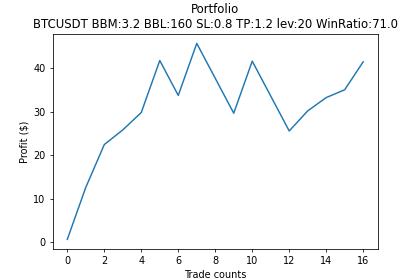 Portfolio
BTCUSDT BBM:3.2 BBL:160 SL:0.8 TP:1.2 lev:20 WinRatio:71.0
Profit ($)
40
30
20
10
0
0 2 4 6 8 10 12 14 16
Trade counts